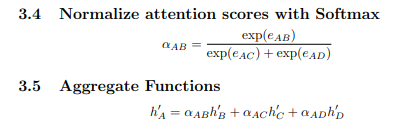 3.4 Normalize attention scores with Softmax
α_AB = exp(e_AB) / (exp(e_AC) + exp(e_AD))
3.5 Aggregate Functions
h′_A = α_AB h′_B + α_AC h′_C + α_AD h′_D